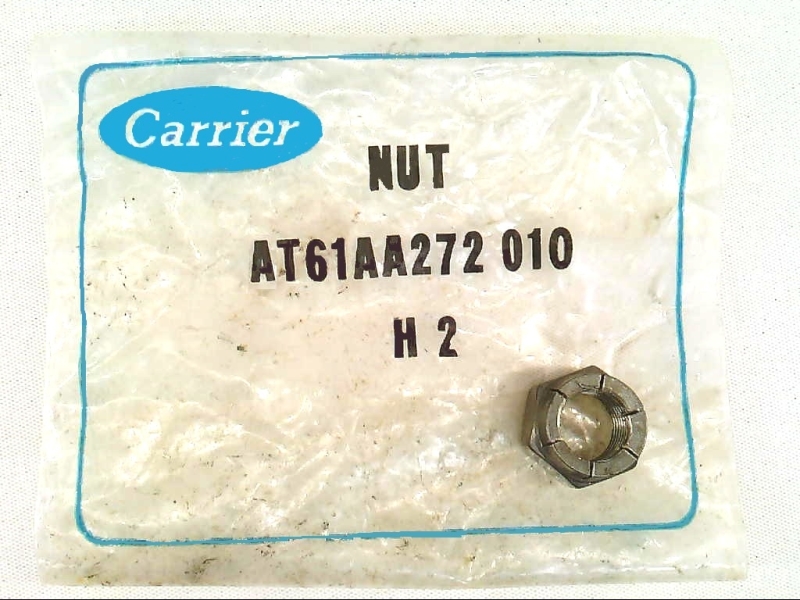 Carrier
NUT
AT61AA272 010
H 2